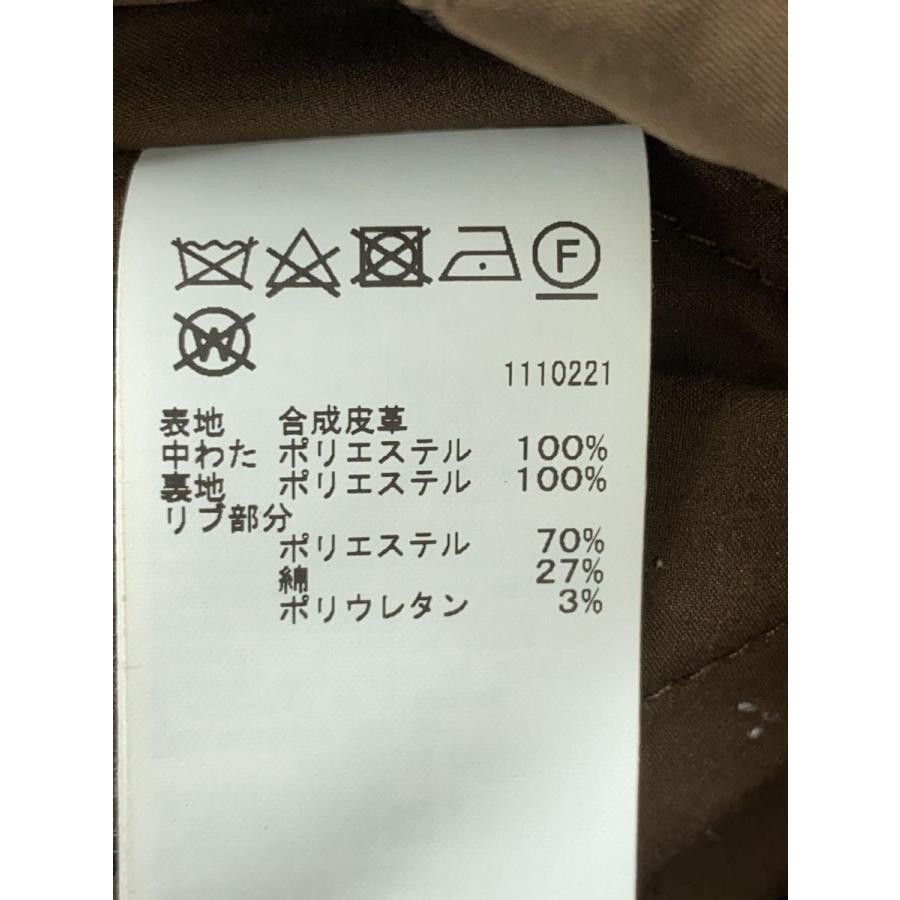 F
W
1110221
表地 合成皮革
中わた ポリエステル 100%
裏地 ポリエステル 100%
リブ部分
ポリエステル 70%
綿 27%
ポリウレタン 3%